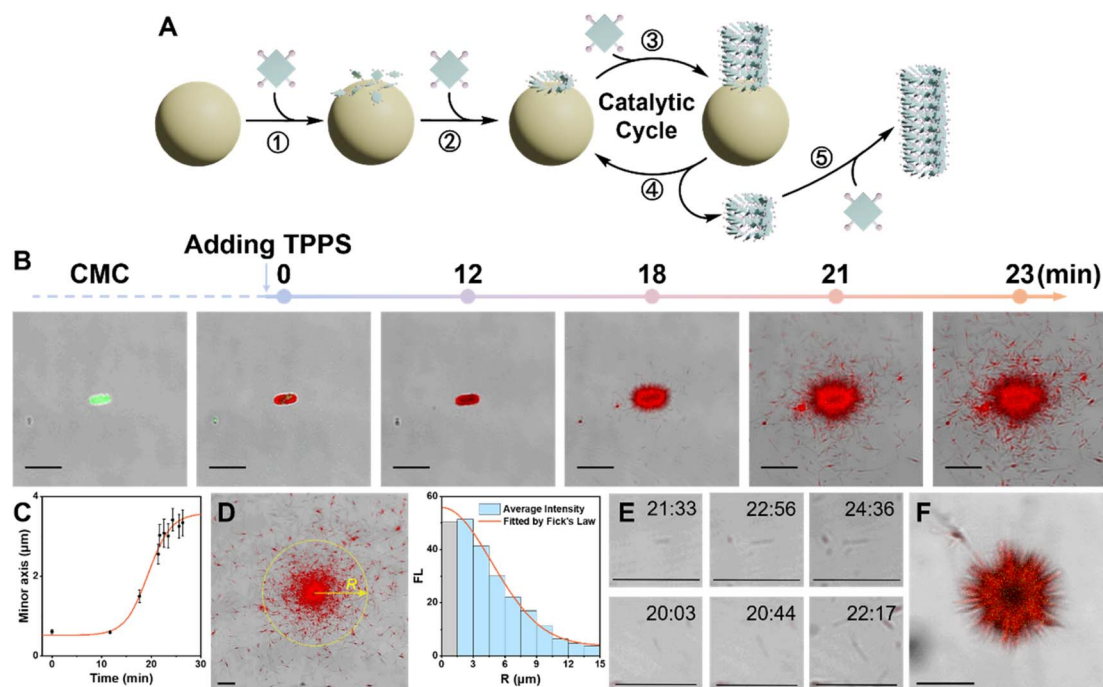 A
①
②
③
④
⑤
Catalytic
Cycle
Adding TPPS
B
CMC
0
12
18
21
23 (min)
C
Minor axis (μm)
4
2
0
0
10
20
30
Time (min)
D
R
FL
60
40
20
0
Average Intensity
Fitted by Fick's Law
0
3
6
9
12
15
R (μm)
E
21:33
22:56
24:36
20:03
20:44
22:17
F